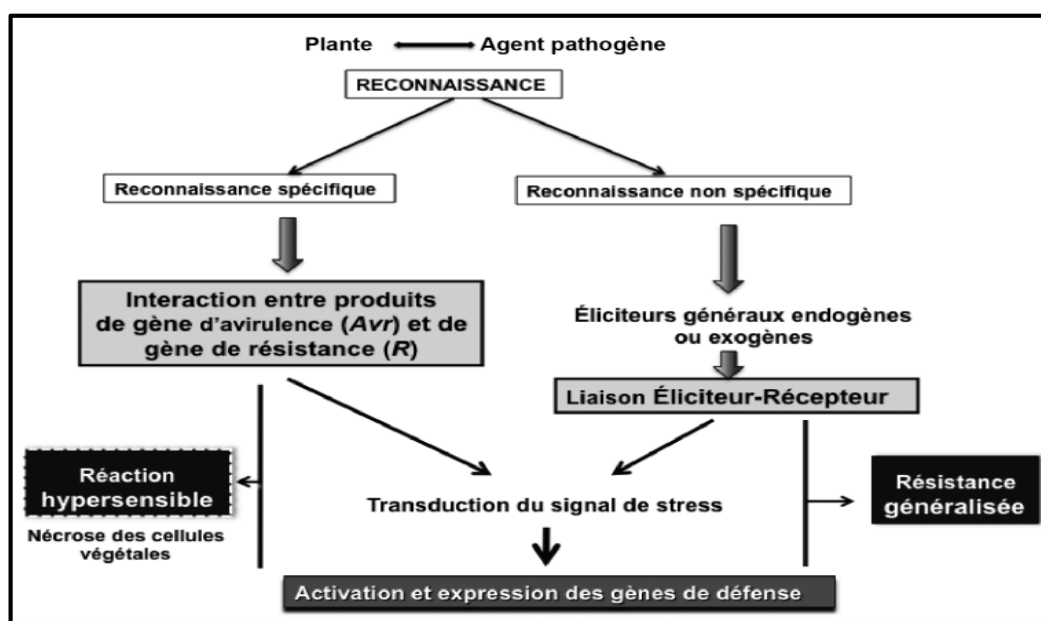 Plante Agent pathogène
RECONNAISSANCE
Reconnaissance spécifique
Reconnaissance non spécifique
Interaction entre produits
de gène d'avirulence (Avr) et de
gène de résistance (R)
Éliciteurs généraux endogènes
ou exogènes
Liaison Éliciteur-Récepteur
Réaction
hypersensible
Nécrose des cellules
végétales
Transduction du signal de stress
Résistance
généralisée
Activation et expression des gènes de défense